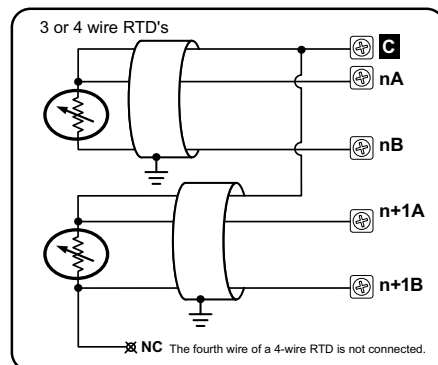 3 or 4 wire RTD's
C
nA
nB
n+1A
n+1B
NC The fourth wire of a 4-wire RTD is not connected.